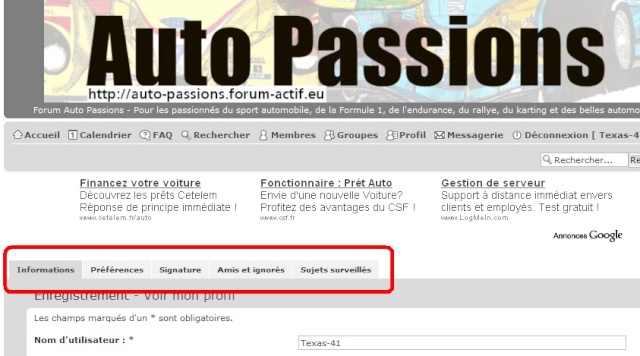 Auto Passions
http://auto-passions.forum-actif.eu
Forum Auto Passions - Pour les passionnés du sport automobile, de la Formule 1, de l'endurance, du rallye, du karting et des belles automo
Accueil Calendrier FAQ Rechercher Membres Groupes Profil Messagerie Déconnexion [ Texas-4
Rechercher... Re
Financez votre voiture Fonctionnaire : Prêt Auto Gestion de serveur
Découvrez les prêts Cetelem Envie d'une nouvelle Voiture? Support à distance immédiat envers
Réponse de principe immédiate ! Profitez des avantages du CSF ! clients et employés. Test gratuit !
www.cetelem.fr/auto www.csf.fr www.LogMeIn.com
Annonces Google
Informations Préférences Signature Amis et ignorés Sujets surveillés
Enregistrement - Voir mon profil
Les champs marqués d'un * sont obligatoires.
Nom d'utilisateur : * Texas-41